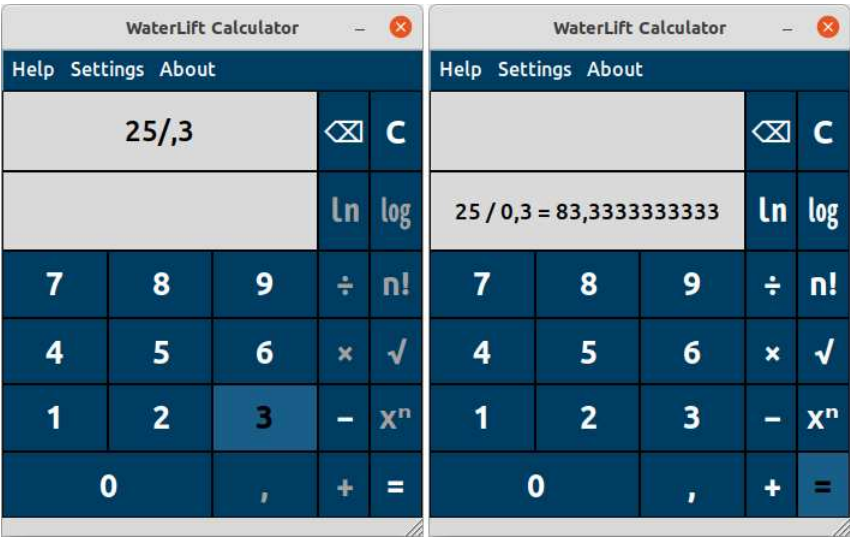 WaterLift Calculator –
Help Settings About
25/,3 ⌫ C
ln log
7 8 9 ÷ n!
4 5 6 × √
1 2 3 − xⁿ
0 , + =
WaterLift Calculator –
Help Settings About
⌫ C
25 / 0,3 = 83,3333333333 ln log
7 8 9 ÷ n!
4 5 6 × √
1 2 3 − xⁿ
0 , + =